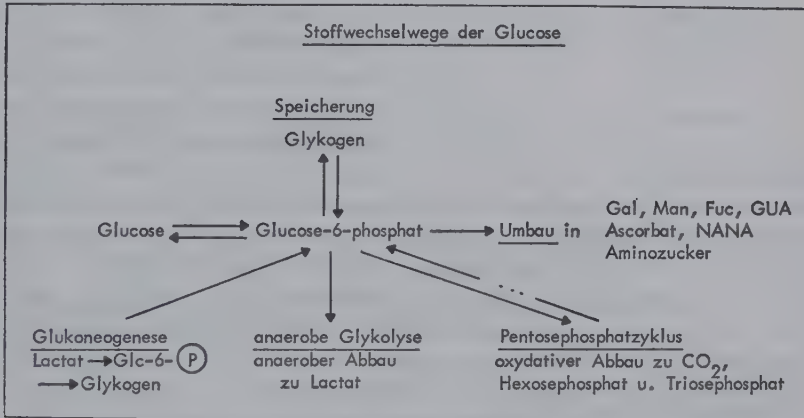 Stoffwechselwege der Glucose
Speicherung
Glykogen
Glucose Glucose-6-phosphat Umbau in
Gal, Man, Fuc, GUA
Ascorbat, NANA
Aminozucker
...
Glukoneogenese
Lactat → Glc-6-P
→ Glykogen
anaerobe Glykolyse
anaerober Abbau
zu Lactat
Pentosephosphatzyklus
oxydativer Abbau zu CO₂,
Hexosephosphat u. Triosephosphat